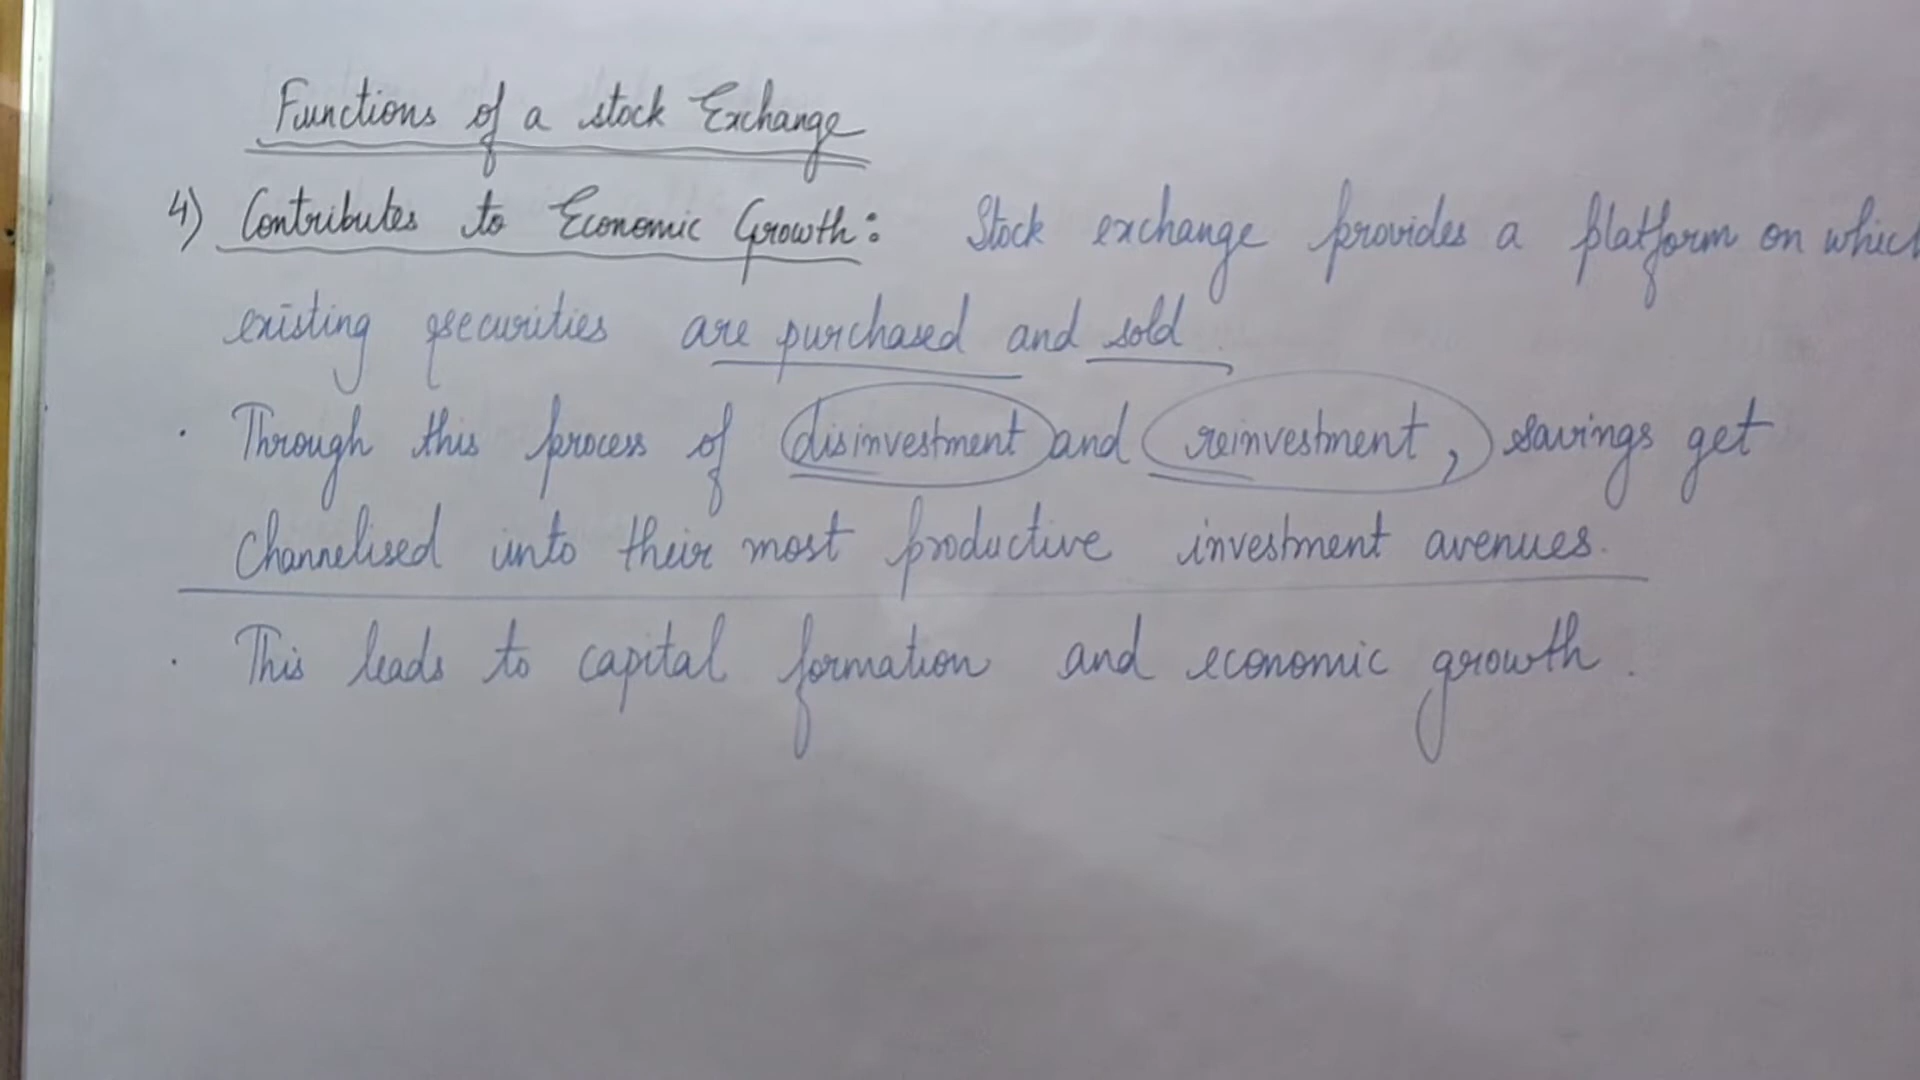 Functions of a stock Exchange
4) Contributes to Economic Growth: Stock exchange provides a platform on which
existing securities are purchased and sold.
· Through this process of disinvestment and reinvestment, savings get
channelised into their most productive investment avenues.
· This leads to capital formation and economic growth.